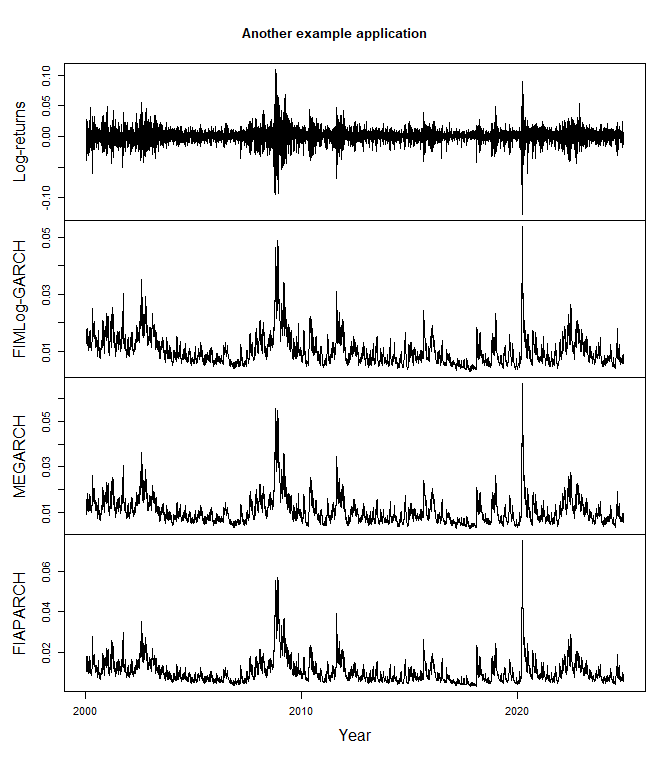 Another example application
Log-returns
-0.10 0.00 0.05 0.10
FIMLog-GARCH
0.01 0.03 0.05
MEGARCH
0.01 0.03 0.05
FIAPARCH
0.02 0.04 0.06
2000 2010 2020
Year